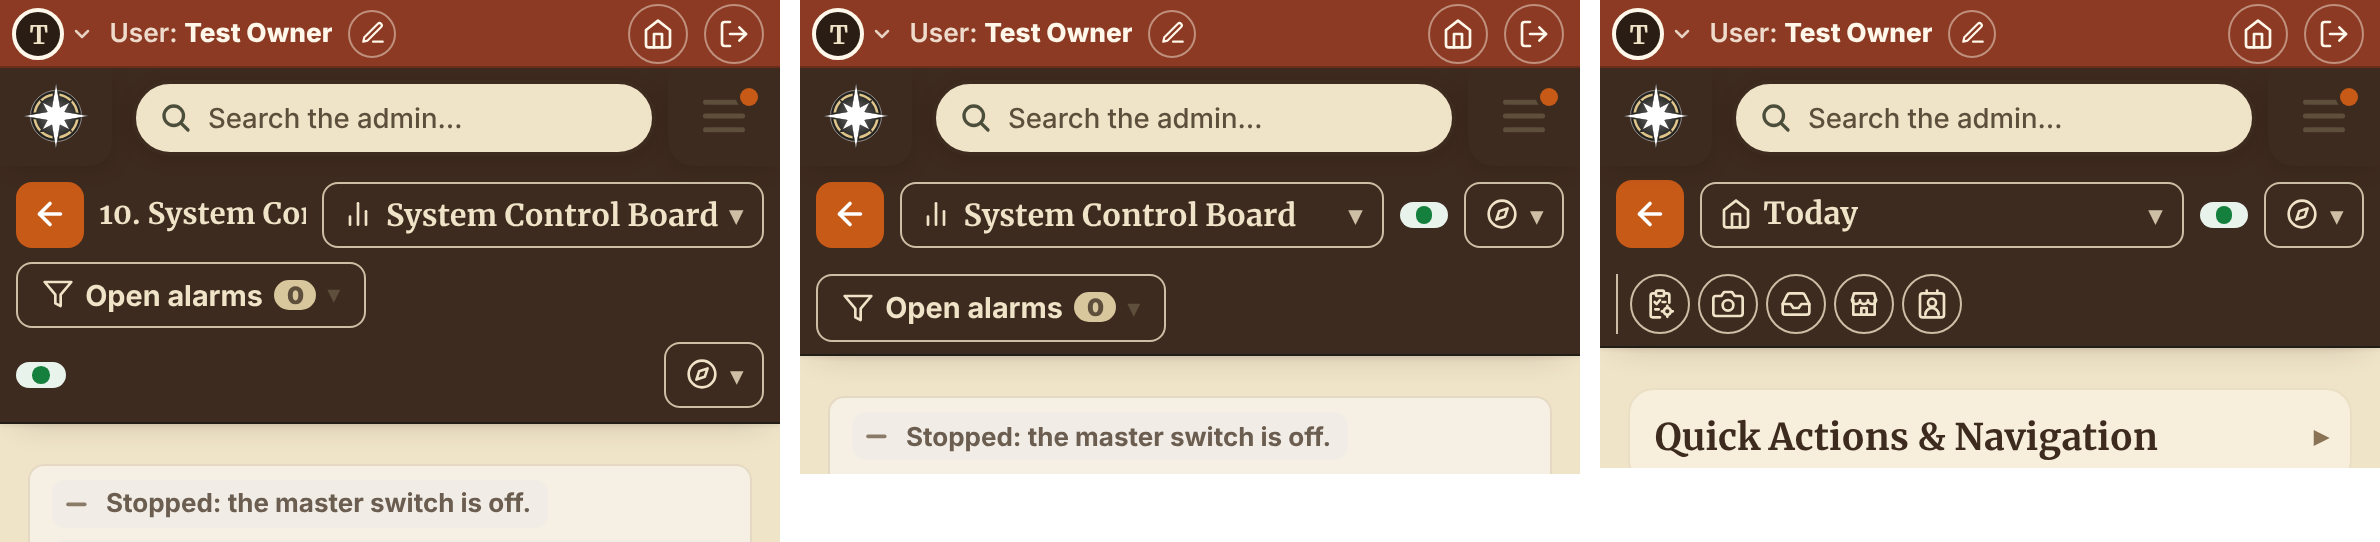 T User: Test Owner
Search the admin...
10. System Cor System Control Board
Open alarms 0
Stopped: the master switch is off.
T User: Test Owner
Search the admin...
System Control Board
Open alarms 0
Stopped: the master switch is off.
T User: Test Owner
Search the admin...
Today
Quick Actions & Navigation